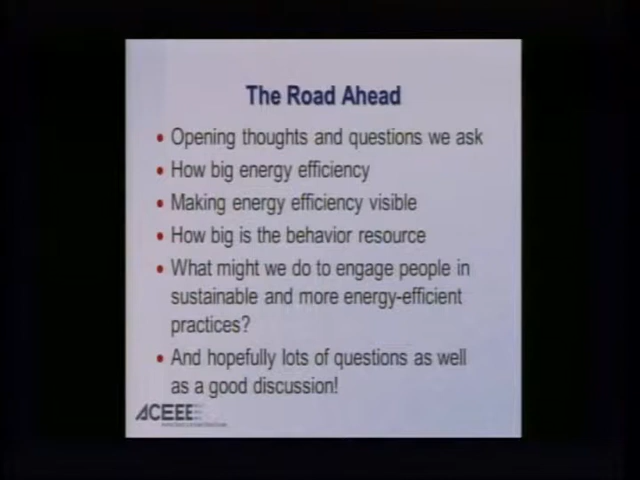 The Road Ahead
• Opening thoughts and questions we ask
• How big energy efficiency
• Making energy efficiency visible
• How big is the behavior resource
• What might we do to engage people in
sustainable and more energy-efficient
practices?
• And hopefully lots of questions as well
as a good discussion!
ACEEE